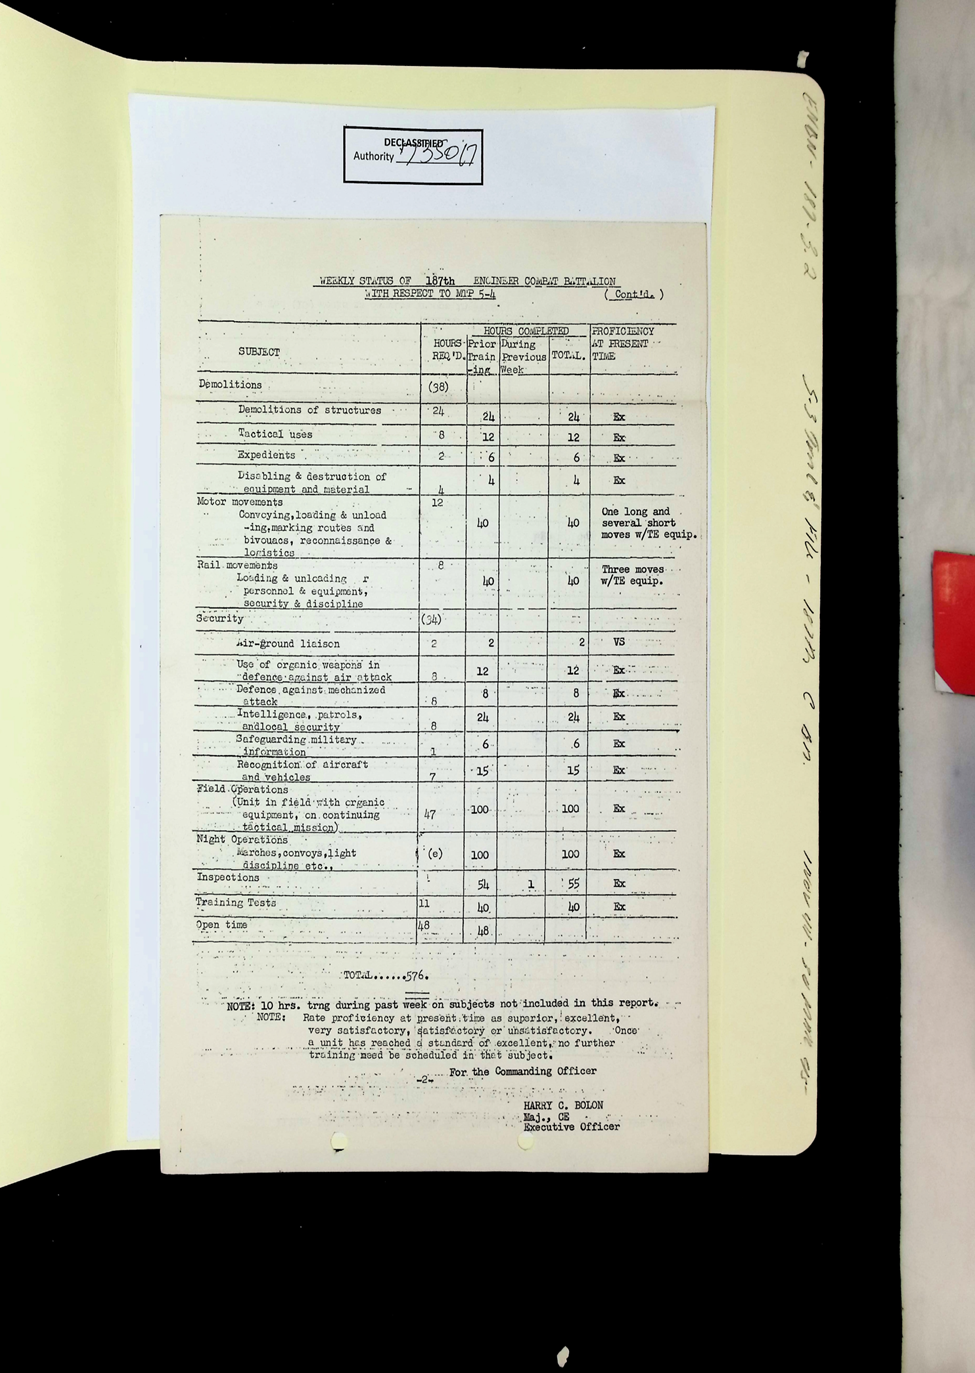 DECLASSIFIED
Authority 735017
WEEKLY STATUS OF 187th ENGINEER COMBAT BATTALION
WITH RESPECT TO MTP 5-4 (Cont'd.)
SUBJECT
HOURS REQ'D.
HOURS COMPLETED
Prior Train-ing
During Previous Week
TOTAL.
PROFICIENCY AT PRESENT TIME
Demolitions (38)
Demolitions of structures 24 24 24 Ex
Tactical uses 8 12 12 Ex
Expedients 2 6 6 Ex
Disabling & destruction of
equipment and material 4 4 4 Ex
Motor movements 12
Convoying,loading & unload
-ing,marking routes and
bivouacs, reconnaissance &
logistics
40 40 One long and
several short
moves w/TE equip.
Rail movements 8
Loading & unloading r
personnel & equipment,
security & discipline
40 40 Three moves
w/TE equip.
Security (34)
Air-ground liaison 2 2 2 VS
Use of organic weapons in
defence against air attack 8 12 12 Ex
Defence against mechanized
attack 8 8 8 Ex
Intelligence, patrols,
andlocal security 8 24 24 Ex
Safeguarding military
information 1 6 6 Ex
Recognition of aircraft
and vehicles 7 15 15 Ex
Field Operations
(Unit in field with organic
equipment, on continuing
tactical mission) 47 100 100 Ex
Night Operations
Marches,convoys,light
discipline etc., (e) 100 100 Ex
Inspections 54 1 55 Ex
Training Tests 11 40 40 Ex
Open time 48 48
TOTAL......576.
NOTE: 10 hrs. trng during past week on subjects not included in this report.
NOTE: Rate proficiency at present time as superior, excellent,
very satisfactory, satisfactory or unsatisfactory. Once
a unit has reached a standard of excellent, no further
training need be scheduled in that subject.
For the Commanding Officer
-2-
HARRY C. BOLON
Maj., CE
Executive Officer
ENBN-187-3.2